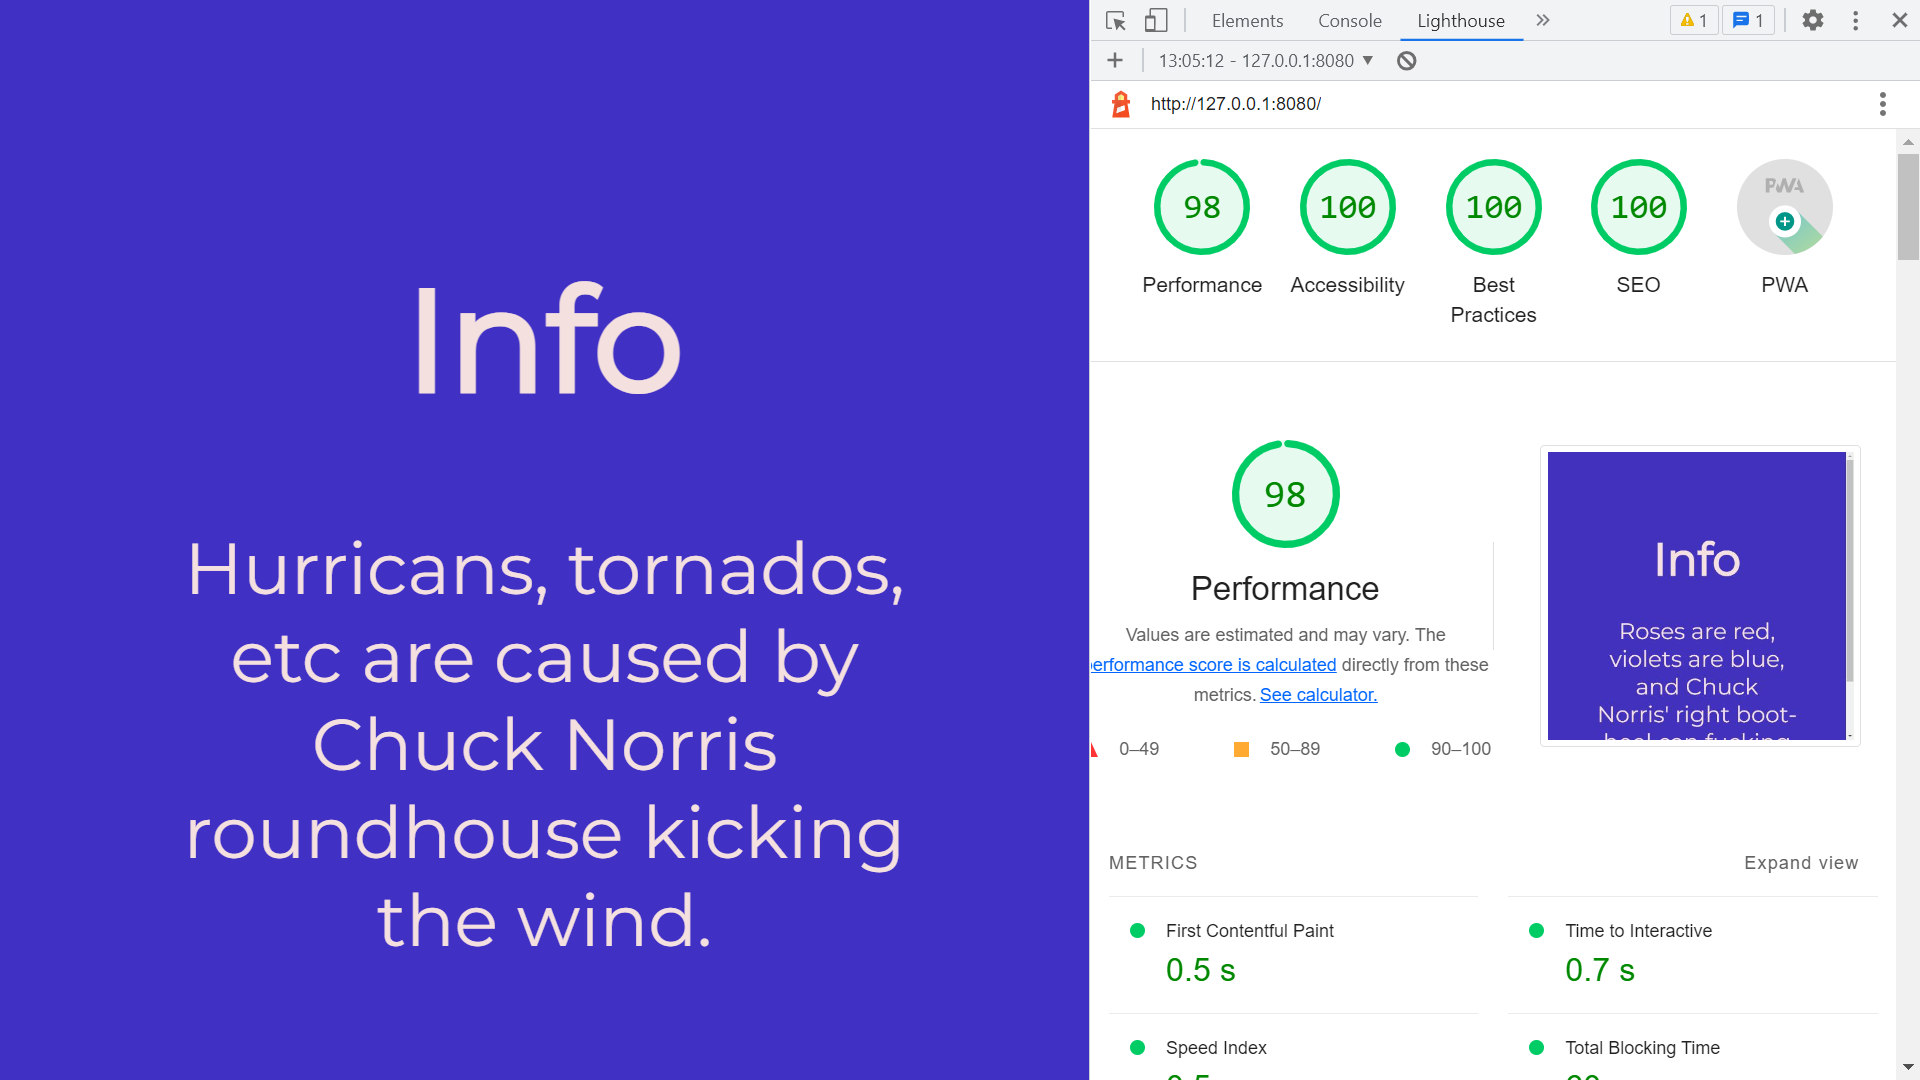 Info
Hurricans, tornados,
etc are caused by
Chuck Norris
roundhouse kicking
the wind.
Elements Console Lighthouse 1 1
13:05:12 - 127.0.0.1:8080
http://127.0.0.1:8080/
98 100 100 100 PWA
Performance Accessibility Best Practices SEO PWA
98
Performance
Values are estimated and may vary. The
erformance score is calculated directly from these
metrics. See calculator.
0–49 50–89 90–100
Info
Roses are red,
violets are blue,
and Chuck
Norris' right boot-
heel can fucking
METRICS Expand view
First Contentful Paint Time to Interactive
0.5 s 0.7 s
Speed Index Total Blocking Time